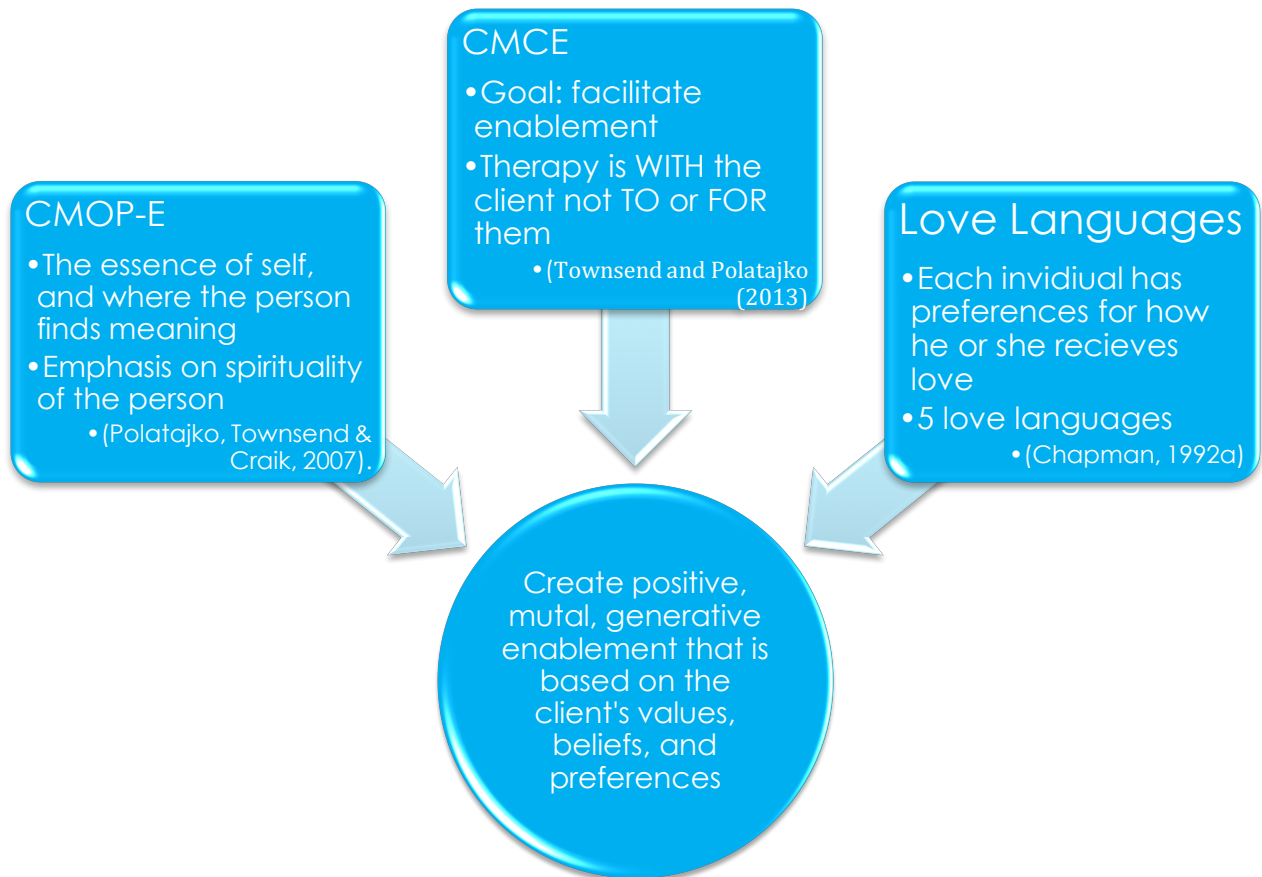 CMOP-E
•The essence of self,
and where the person
finds meaning
•Emphasis on spirituality
of the person
•(Polatajko, Townsend &
Craik, 2007).
CMCE
•Goal: facilitate
enablement
•Therapy is WITH the
client not TO or FOR
them
•(Townsend and Polatajko
(2013)
Love Languages
•Each invidiual has
preferences for how
he or she recieves
love
•5 love languages
•(Chapman, 1992a)
Create positive,
mutal, generative
enablement that is
based on the
client's values,
beliefs, and
preferences